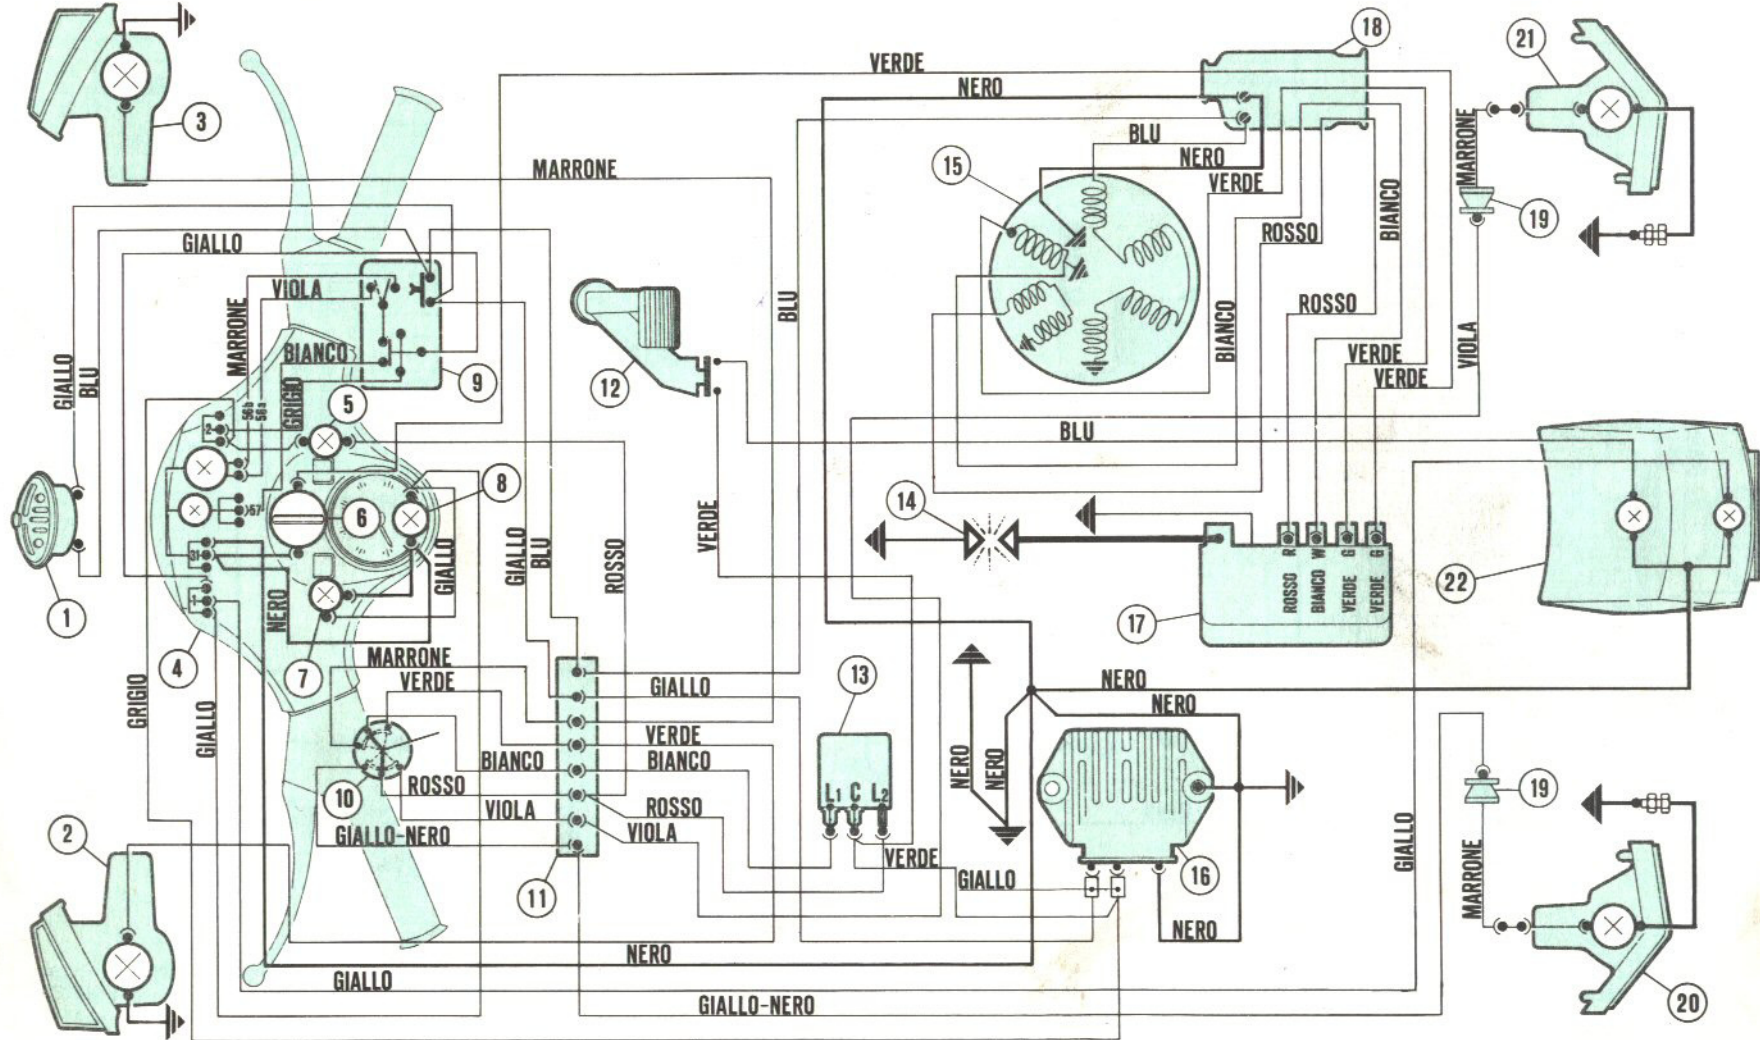 VERDE
18
21
NERO
3
MARRONE
BLU
NERO
15
VERDE
MARRONE
19
GIALLO
BIANCO
ROSSO
VIOLA
MARRONE
BIANCO
9
12
BLU
BIANCO
ROSSO
VERDE
VERDE
VIOLA
GIALLO
BLU
GRIGIO
56b
56a
2
5
BLU
57
6
8
14
1
31
1
GIALLO
NERO
GIALLO
BLU
ROSSO
VERDE
R
W
G
G
ROSSO
BIANCO
VERDE
VERDE
17
22
4
7
MARRONE
VERDE
GIALLO
13
NERO
NERO
GRIGIO
GIALLO
VERDE
BIANCO
BIANCO
NERO
NERO
10
ROSSO
L1 C L2
ROSSO
19
2
VIOLA
VIOLA
GIALLO-NERO
11
VERDE
GIALLO
16
GIALLO
MARRONE
NERO
NERO
GIALLO
GIALLO-NERO
20